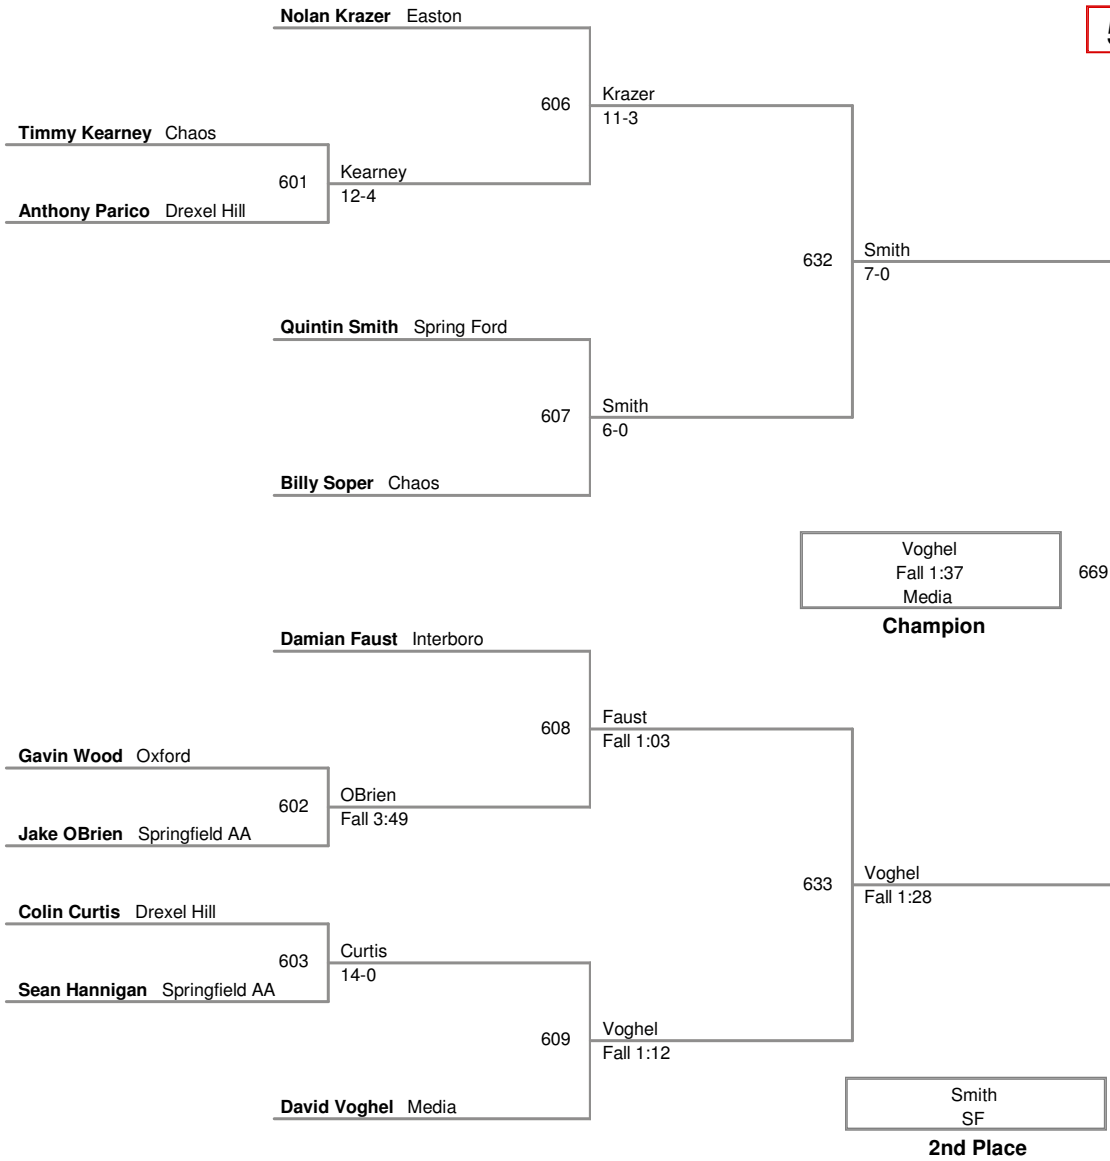 Nolan Krazer Easton
5
606
Krazer
11-3
Timmy Kearney Chaos
601
Kearney
12-4
Anthony Parico Drexel Hill
632
Smith
7-0
Quintin Smith Spring Ford
607
Smith
6-0
Billy Soper Chaos
Voghel
Fall 1:37
Media
669
Champion
Damian Faust Interboro
608
Faust
Fall 1:03
Gavin Wood Oxford
602
OBrien
Fall 3:49
Jake OBrien Springfield AA
633
Voghel
Fall 1:28
Colin Curtis Drexel Hill
603
Curtis
14-0
Sean Hannigan Springfield AA
609
Voghel
Fall 1:12
David Voghel Media
Smith
SF
2nd Place